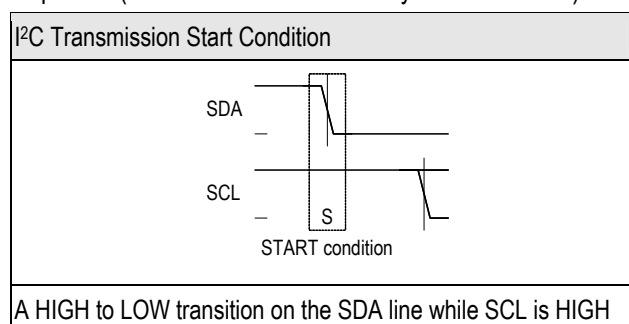 I²C Transmission Start Condition
SDA
SCL
S
START condition
A HIGH to LOW transition on the SDA line while SCL is HIGH